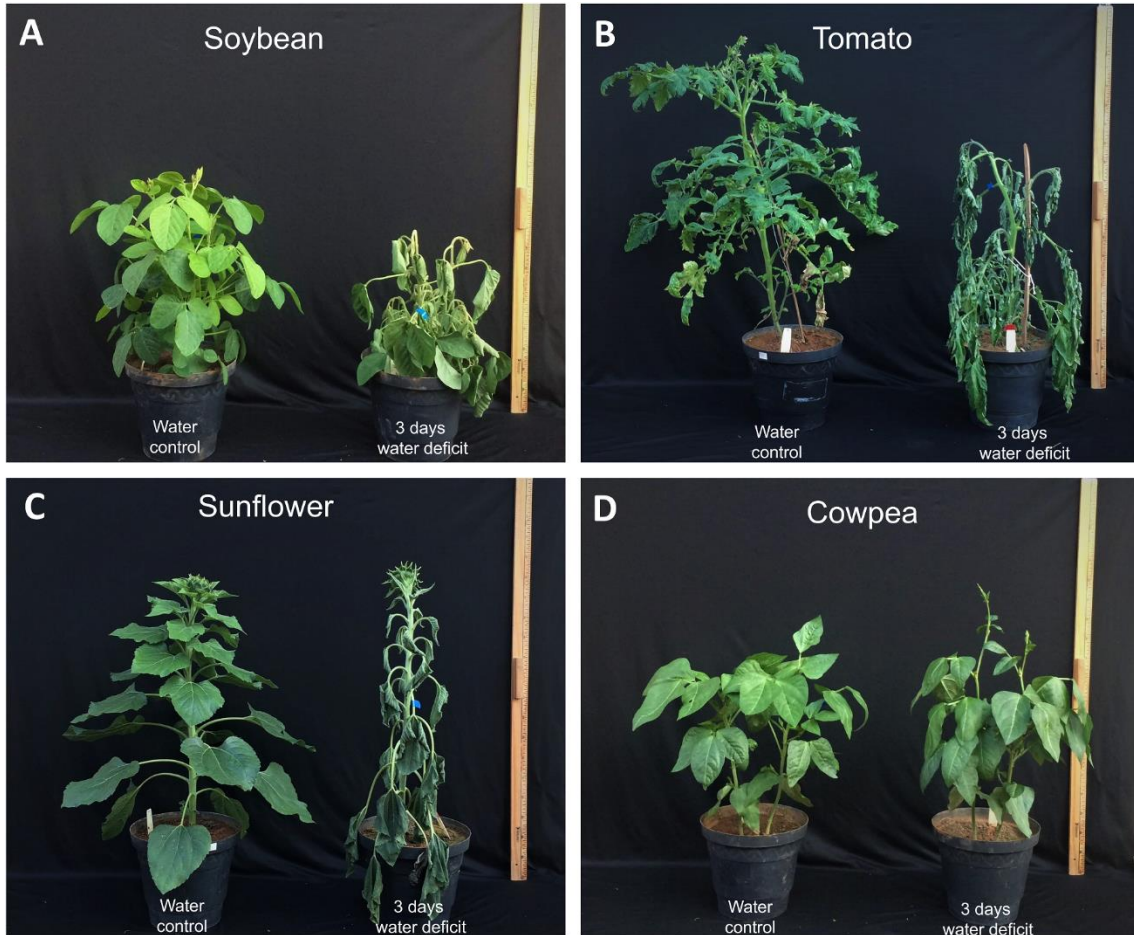 A
Soybean
Water
control
3 days
water deficit
B
Tomato
Water
control
3 days
water deficit
C
Sunflower
Water
control
3 days
water deficit
D
Cowpea
Water
control
3 days
water deficit